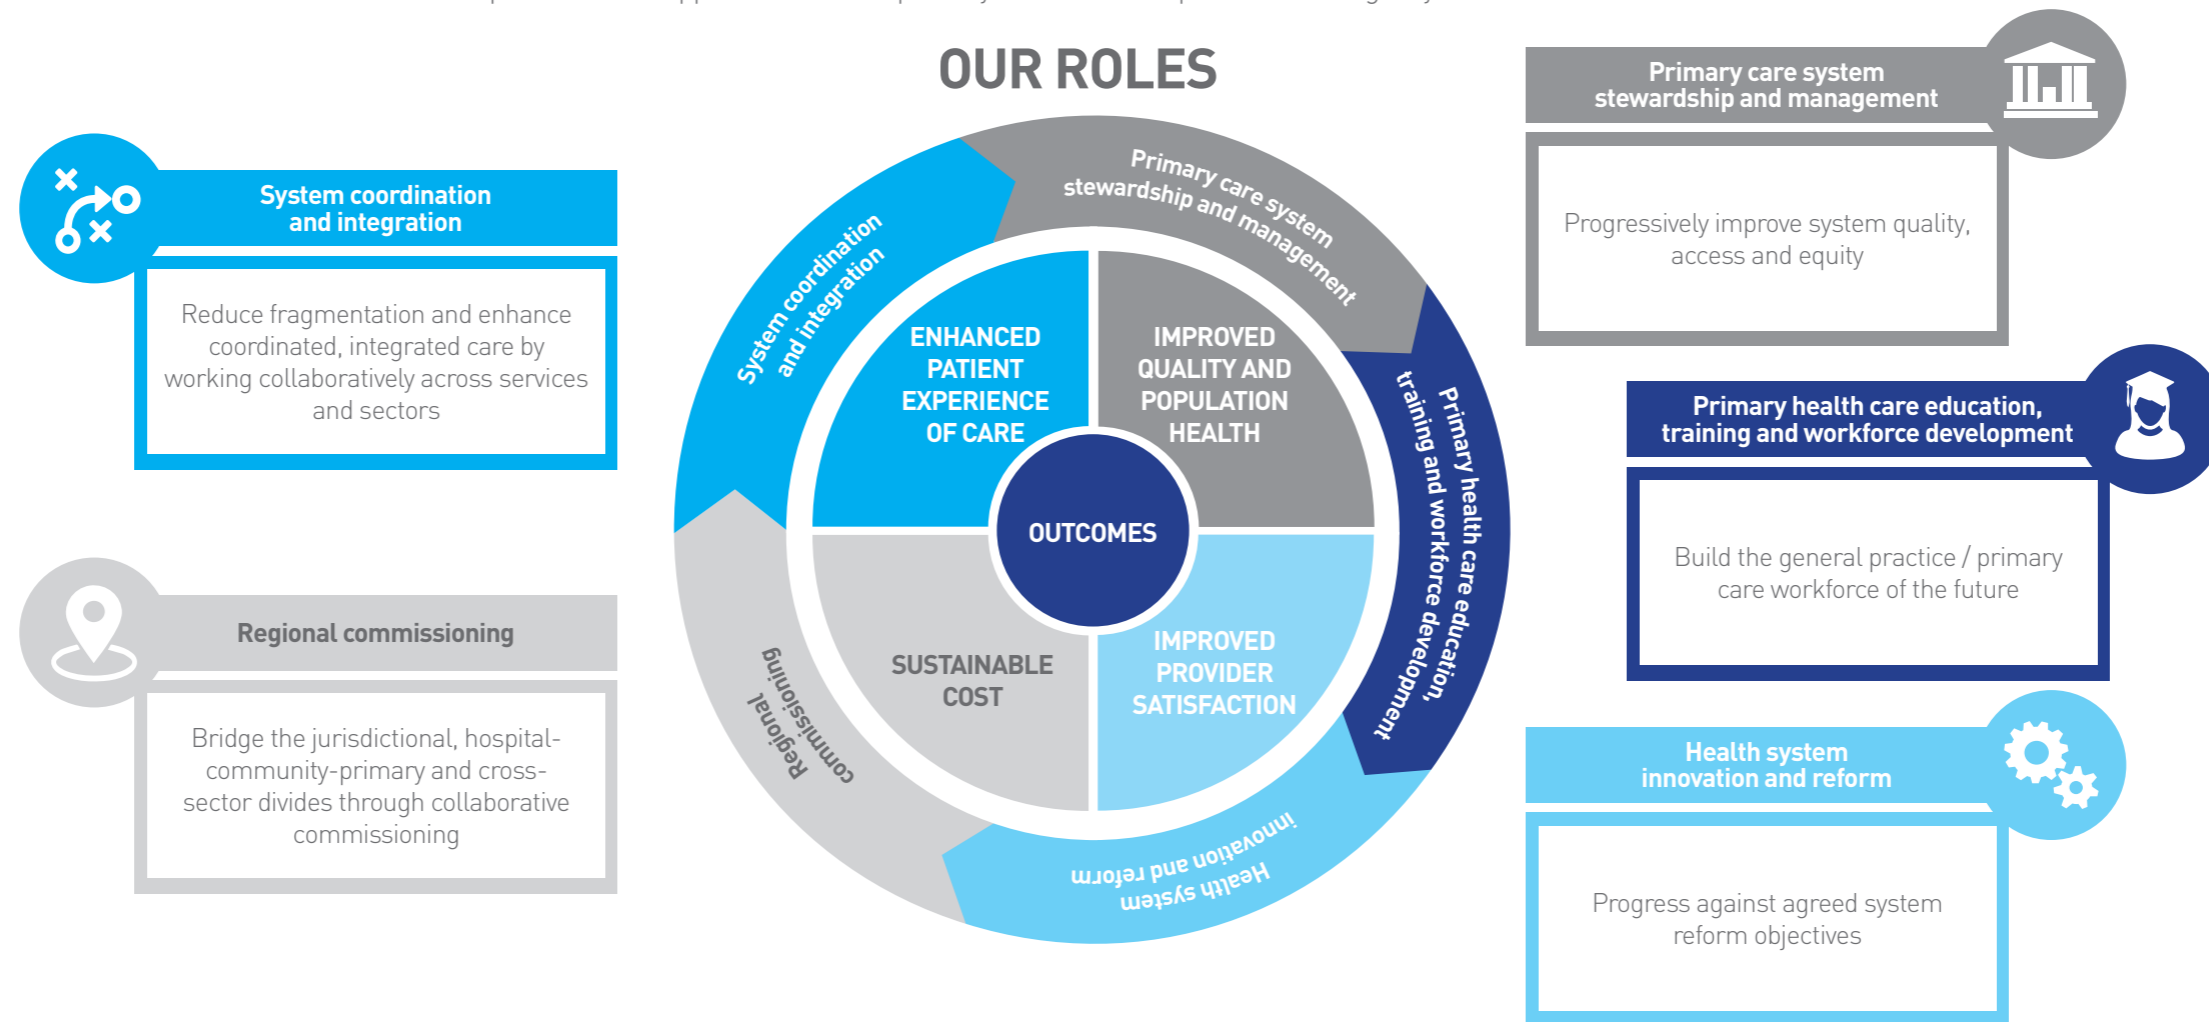 OUR ROLES
System coordination
and integration
Reduce fragmentation and enhance
coordinated, integrated care by
working collaboratively across services
and sectors
Regional commissioning
Bridge the jurisdictional, hospital-
community-primary and cross-
sector divides through collaborative
commissioning
System coordination
and integration
Primary care system
stewardship and management
Primary health care education,
training and workforce development
Health system
innovation and reform
Regional
commissioning
ENHANCED
PATIENT
EXPERIENCE
OF CARE
IMPROVED
QUALITY AND
POPULATION
HEALTH
OUTCOMES
SUSTAINABLE
COST
IMPROVED
PROVIDER
SATISFACTION
Primary care system
stewardship and management
Progressively improve system quality,
access and equity
Primary health care education,
training and workforce development
Build the general practice / primary
care workforce of the future
Health system
innovation and reform
Progress against agreed system
reform objectives